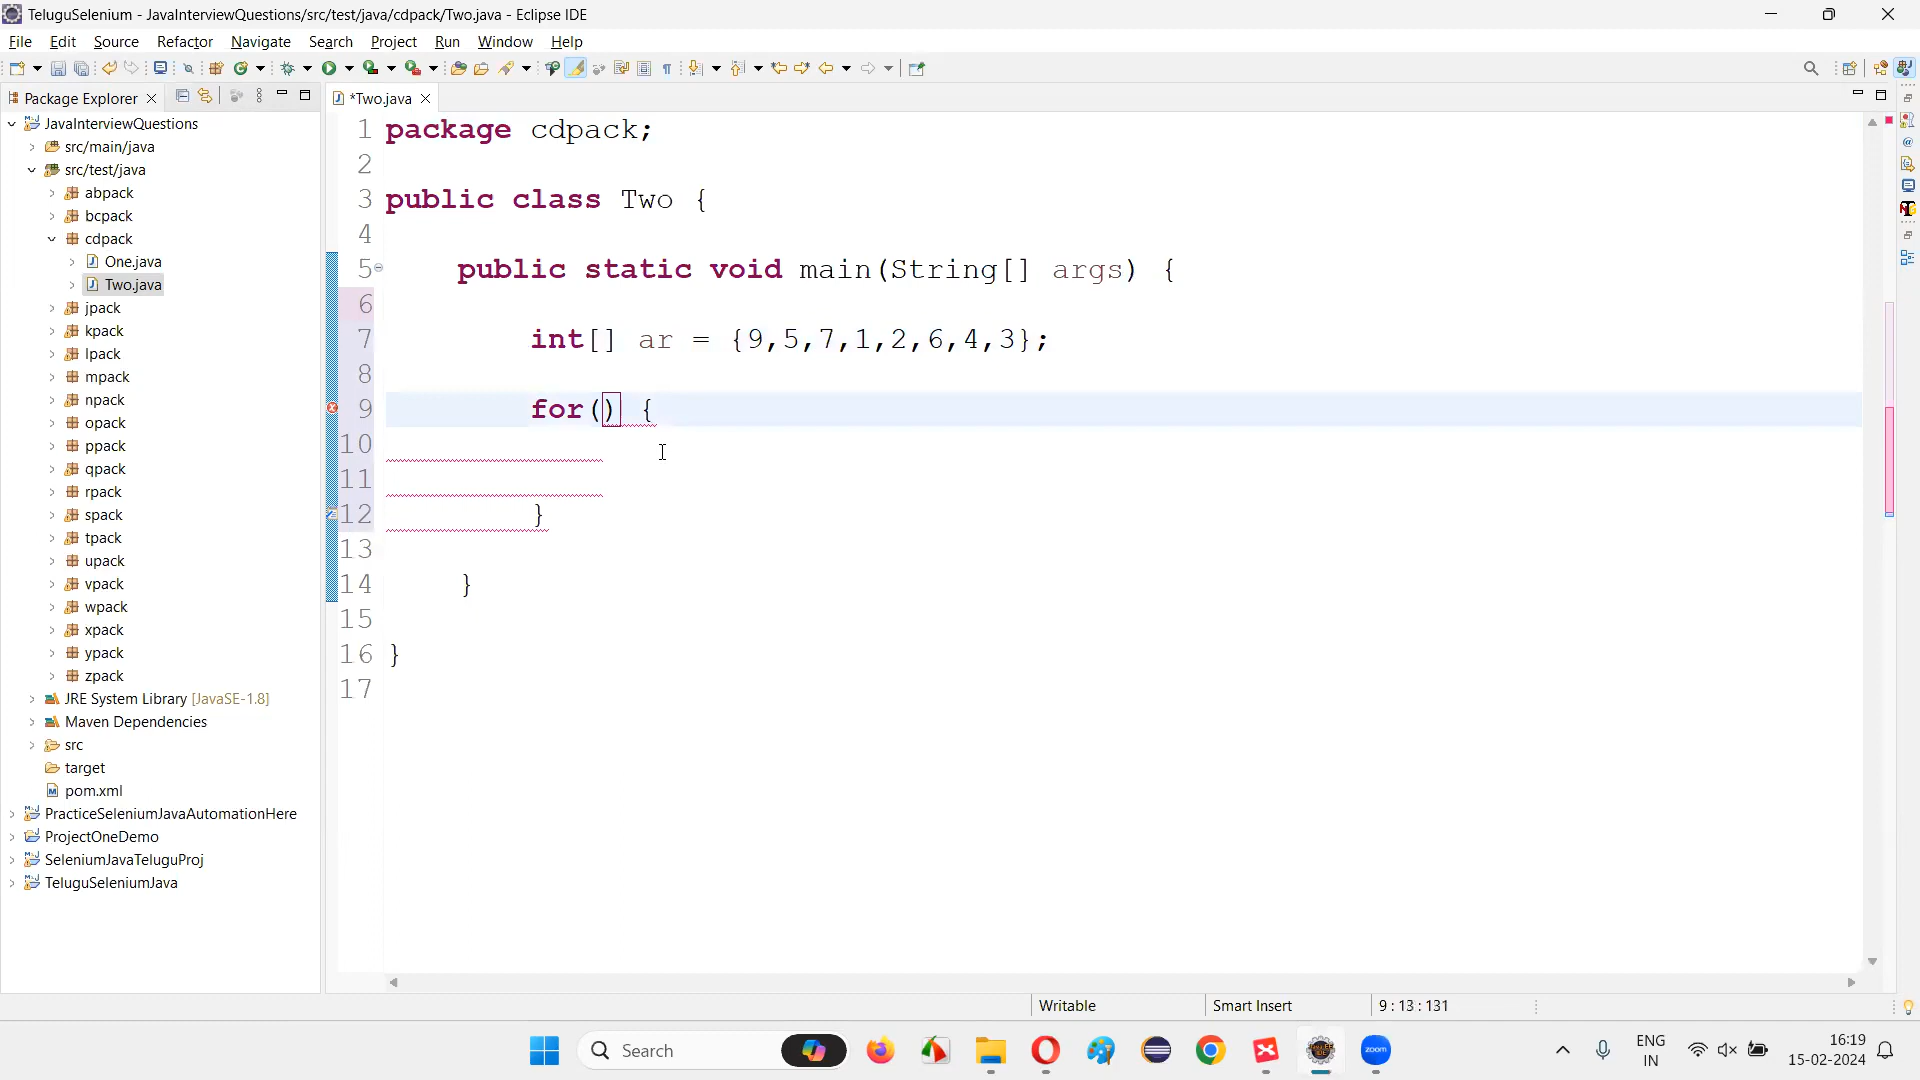 TeluguSelenium - JavaInterviewQuestions/src/test/java/cdpack/Two.java - Eclipse IDE
File Edit Source Refactor Navigate Search Project Run Window Help
Package Explorer
JavaInterviewQuestions
src/main/java
src/test/java
abpack
bcpack
cdpack
One.java
Two.java
jpack
kpack
lpack
mpack
npack
opack
ppack
qpack
rpack
spack
tpack
upack
vpack
wpack
xpack
ypack
zpack
JRE System Library [JavaSE-1.8]
Maven Dependencies
src
target
pom.xml
PracticeSeleniumJavaAutomationHere
ProjectOneDemo
SeleniumJavaTeluguProj
TeluguSeleniumJava
*Two.java
1 package cdpack;
2
3 public class Two {
4
5 public static void main(String[] args) {
6
7 int[] ar = {9,5,7,1,2,6,4,3};
8
9 for() {
10
11
12 }
13
14 }
15
16 }
17
Writable Smart Insert 9 : 13 : 131
Search
zoom
ENG
IN
16:19
15-02-2024